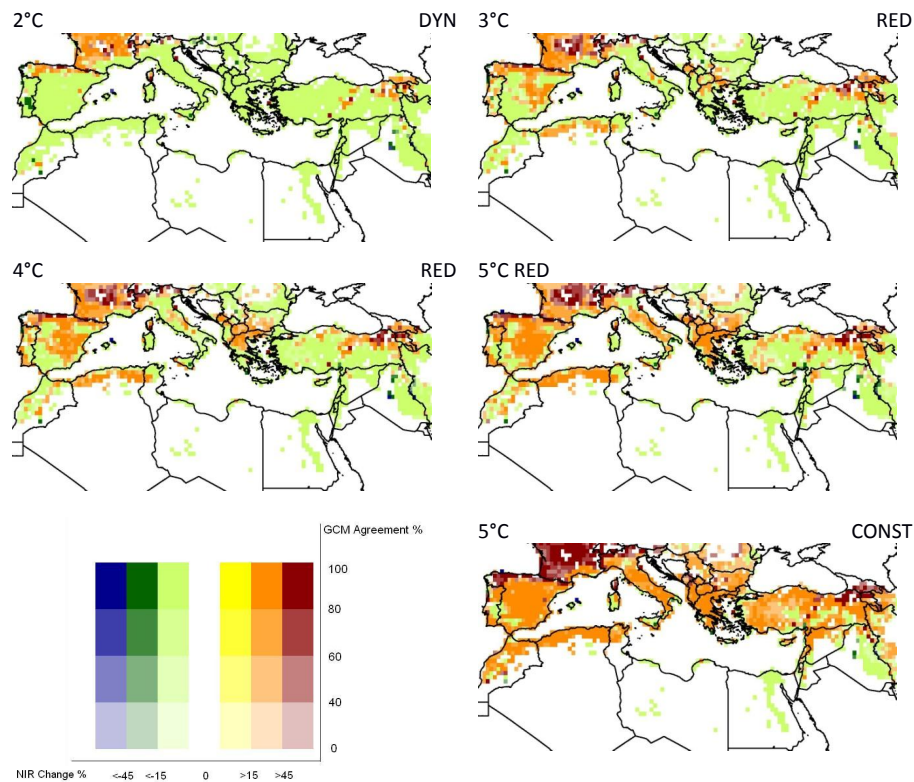 2°C DYN
3°C RED
4°C RED
5°C RED
GCM Agreement %
100
80
60
40
0
NIR Change % <-45 <-15 0 >15 >45
5°C CONST